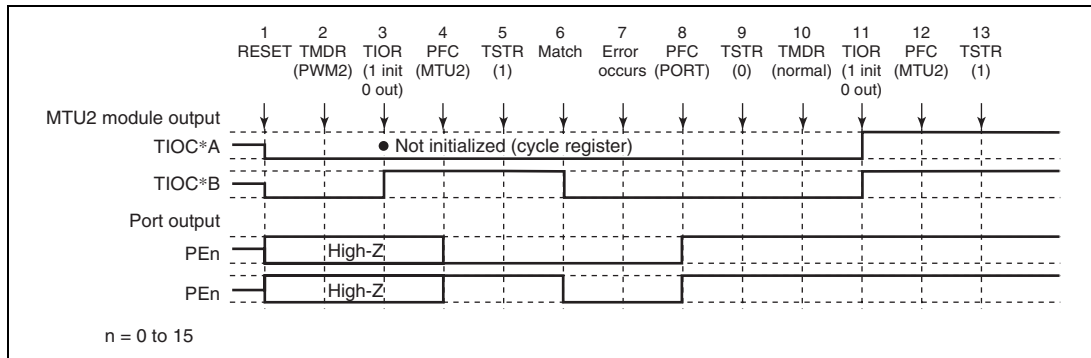 1 2 3 4 5 6 7 8 9 10 11 12 13
RESET TMDR TIOR PFC TSTR Match Error PFC TSTR TMDR TIOR PFC TSTR
(PWM2) (1 init (MTU2) (1) occurs (PORT) (0) (normal) (1 init (MTU2) (1)
0 out) 0 out)
MTU2 module output
TIOC*A ● Not initialized (cycle register)
TIOC*B
Port output
PEn High-Z
PEn High-Z
n = 0 to 15